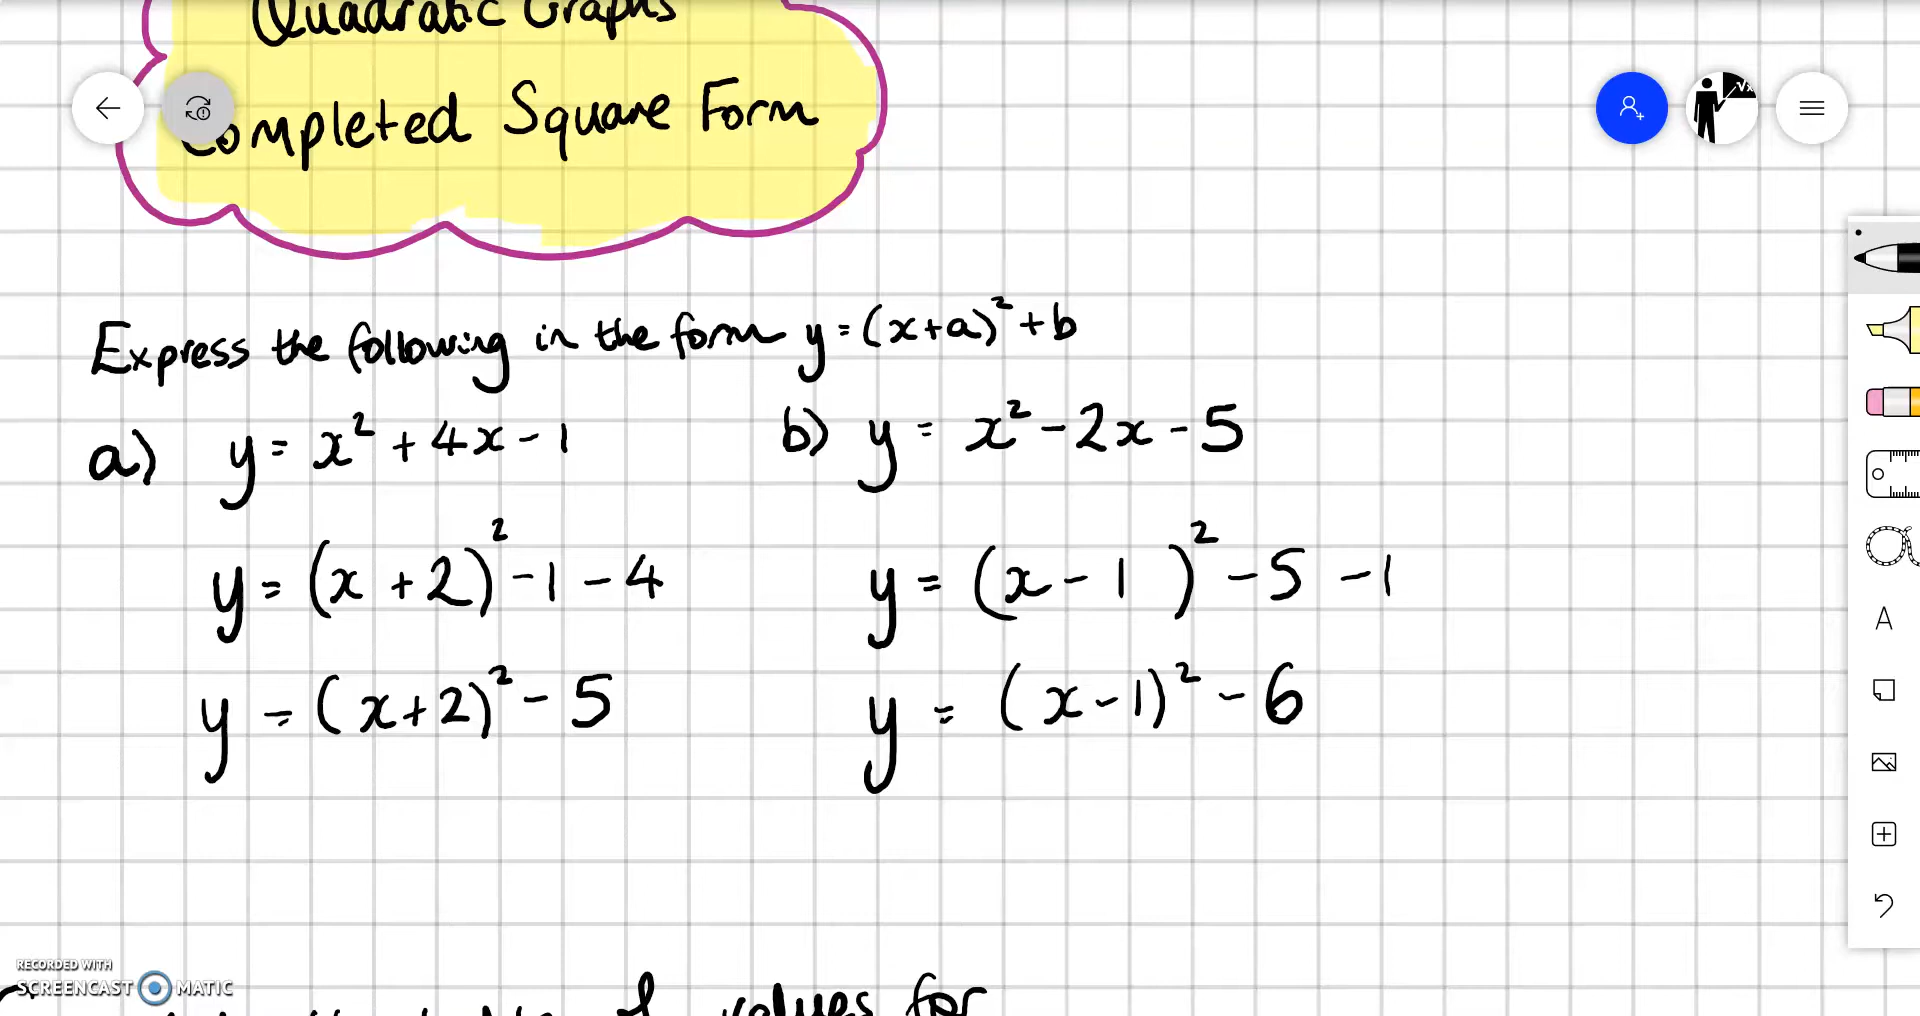 Quadratic Graphs
Completed Square Form
Express the following in the form y = (x+a)² + b
a) y = x² + 4x - 1
b) y = x² - 2x - 5
y = (x + 2)² - 1 - 4
y = (x - 1)² - 5 - 1
y = (x+2)² - 5
y = (x-1)² - 6
A
RECORDED WITH
SCREENCAST MATIC
of values for